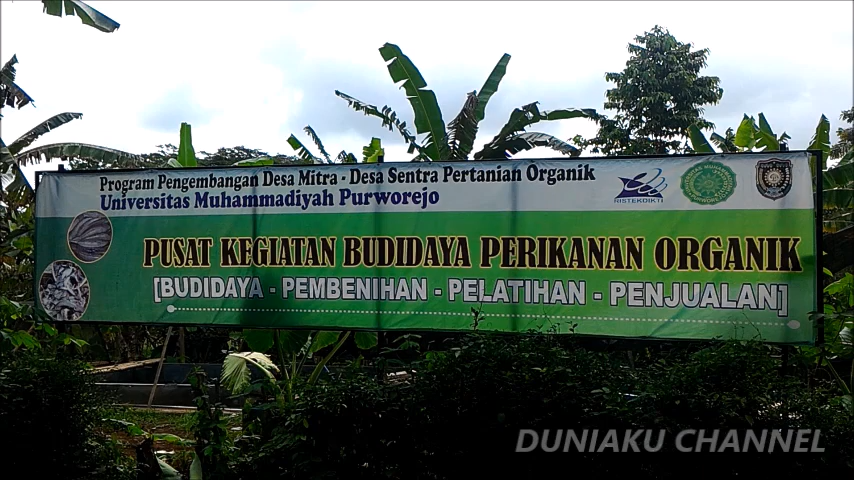 Program Pengembangan Desa Mitra - Desa Sentra Pertanian Organik
Universitas Muhammadiyah Purworejo
RISTEKDIKTI
PUSAT KEGIATAN BUDIDAYA PERIKANAN ORGANIK
[BUDIDAYA - PEMBENIHAN - PELATIHAN - PENJUALAN]
DUNIAKU CHANNEL